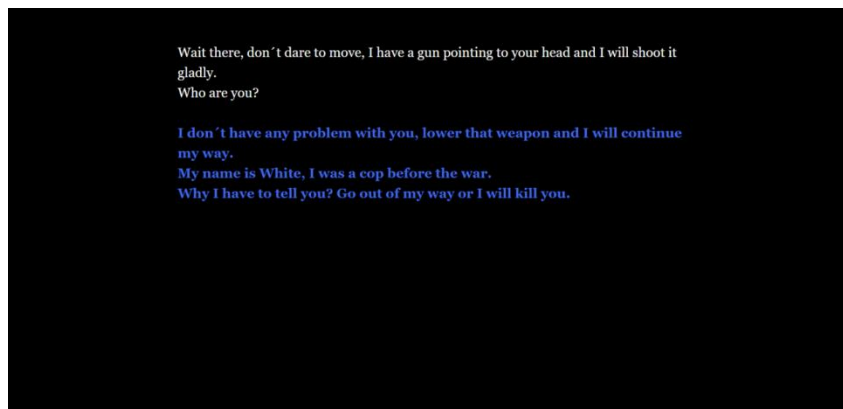 Wait there, don´t dare to move, I have a gun pointing to your head and I will shoot it
gladly.
Who are you?
I don´t have any problem with you, lower that weapon and I will continue
my way.
My name is White, I was a cop before the war.
Why I have to tell you? Go out of my way or I will kill you.